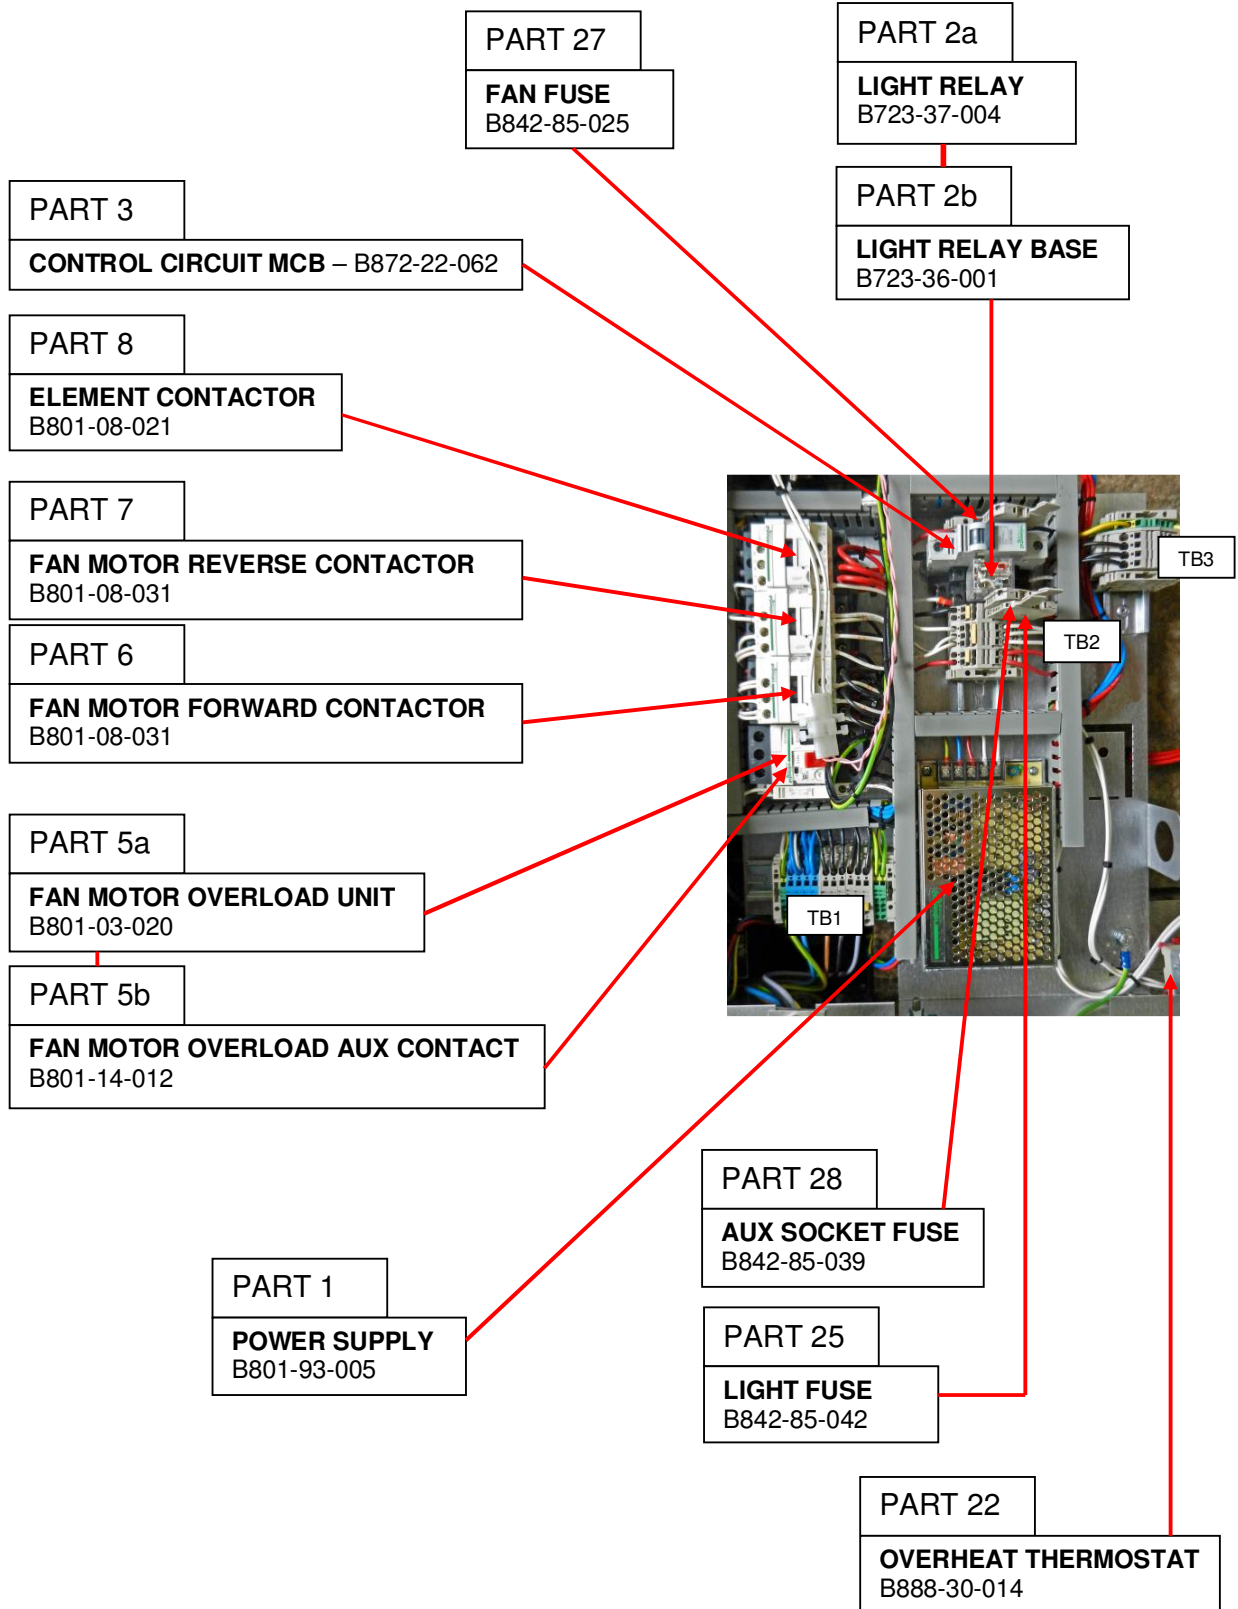 PART 27
FAN FUSE
B842-85-025
PART 2a
LIGHT RELAY
B723-37-004
PART 2b
LIGHT RELAY BASE
B723-36-001
PART 3
CONTROL CIRCUIT MCB – B872-22-062
PART 8
ELEMENT CONTACTOR
B801-08-021
PART 7
FAN MOTOR REVERSE CONTACTOR
B801-08-031
PART 6
FAN MOTOR FORWARD CONTACTOR
B801-08-031
PART 5a
FAN MOTOR OVERLOAD UNIT
B801-03-020
PART 5b
FAN MOTOR OVERLOAD AUX CONTACT
B801-14-012
TB3
TB2
TB1
PART 28
AUX SOCKET FUSE
B842-85-039
PART 1
POWER SUPPLY
B801-93-005
PART 25
LIGHT FUSE
B842-85-042
PART 22
OVERHEAT THERMOSTAT
B888-30-014